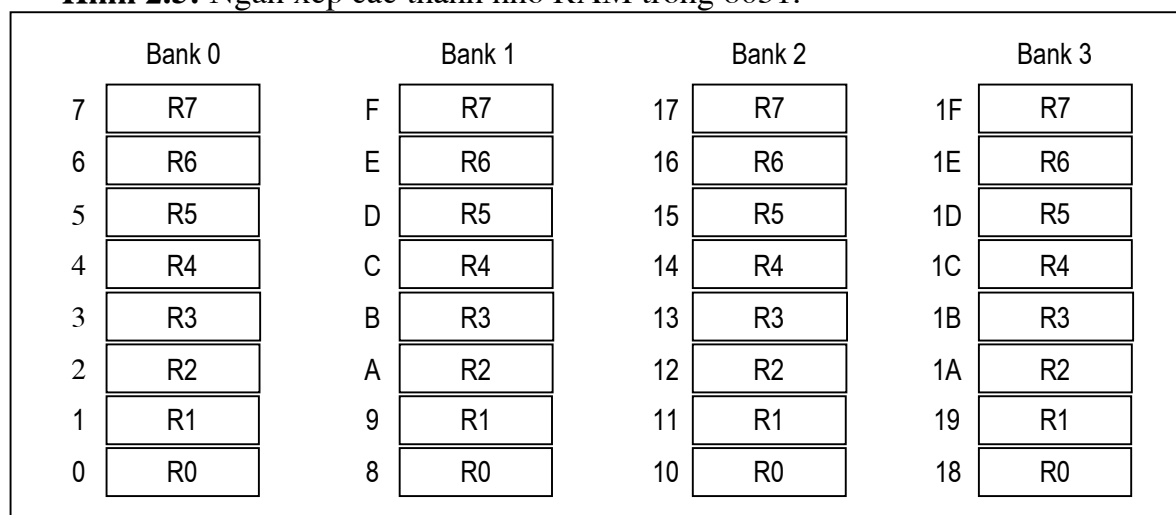 Ngăn xếp các thanh nhớ RAM trong 8051.
Bank 0 Bank 1 Bank 2 Bank 3
7 R7 F R7 17 R7 1F R7
6 R6 E R6 16 R6 1E R6
5 R5 D R5 15 R5 1D R5
4 R4 C R4 14 R4 1C R4
3 R3 B R3 13 R3 1B R3
2 R2 A R2 12 R2 1A R2
1 R1 9 R1 11 R1 19 R1
0 R0 8 R0 10 R0 18 R0